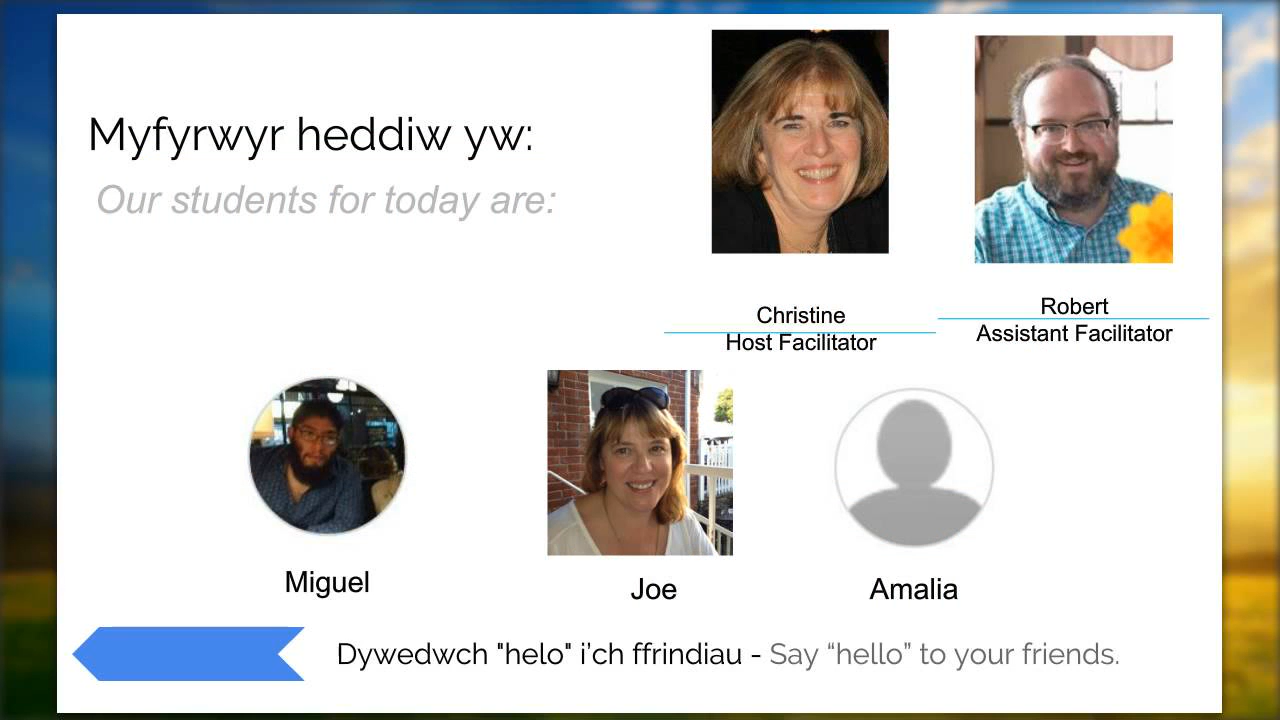 Myfyrwyr heddiw yw:
Our students for today are:
Christine
Host Facilitator
Robert
Assistant Facilitator
Miguel
Joe
Amalia
Dywedwch "helo" i’ch ffrindiau - Say “hello” to your friends.